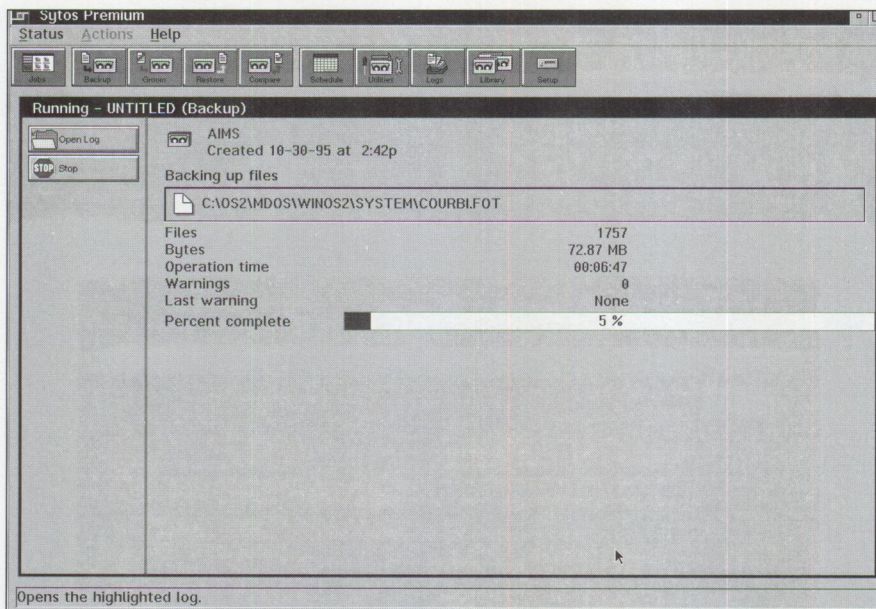 Sytos Premium
Status Actions Help
Jobs Backup Groom Restore Compare Schedule Utilities Logs Library Setup
Running - UNTITLED (Backup)
Open Log
STOP Stop
AIMS
Created 10-30-95 at 2:42p
Backing up files
C:\OS2\MDOS\WINOS2\SYSTEM\COURBI.FOT
Files 1757
Bytes 72.87 MB
Operation time 00:06:47
Warnings 0
Last warning None
Percent complete 5 %
Opens the highlighted log.